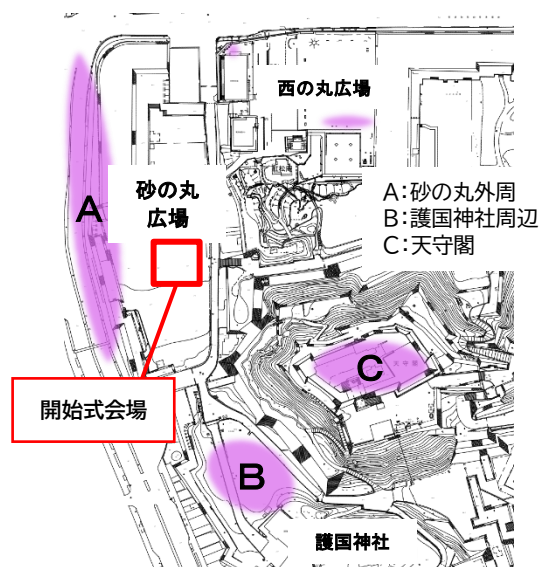 西の丸広場
A
砂の丸
広場
A:砂の丸外周
B:護国神社周辺
C:天守閣
C
開始式会場
B
護国神社